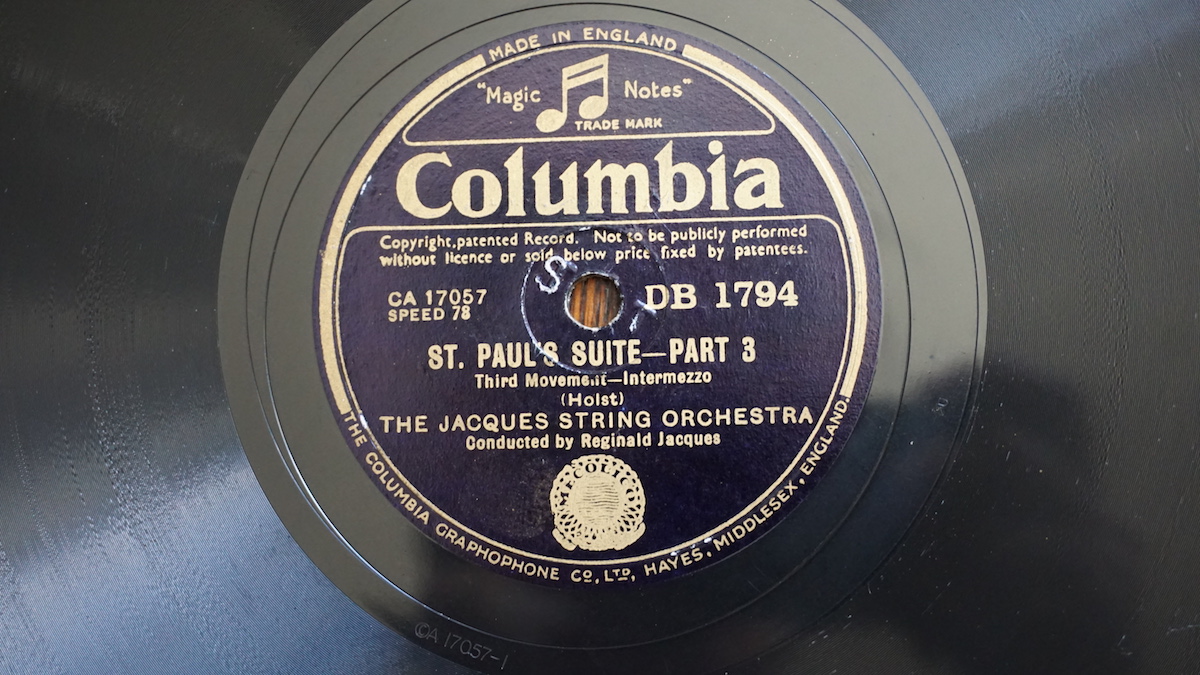 MADE IN ENGLAND
"Magic Notes"
TRADE MARK
Columbia
Copyright, patented Record. Not to be publicly performed
without licence or sold below price fixed by patentees.
CA 17057
SPEED 78
DB 1794
S
T
ST. PAUL'S SUITE—PART 3
Third Movement—Intermezzo
(Holst)
THE JACQUES STRING ORCHESTRA
Conducted by Reginald Jacques
THE COLUMBIA GRAPHOPHONE CO., LTD., HAYES, MIDDLESEX, ENGLAND.
CA 17057-1